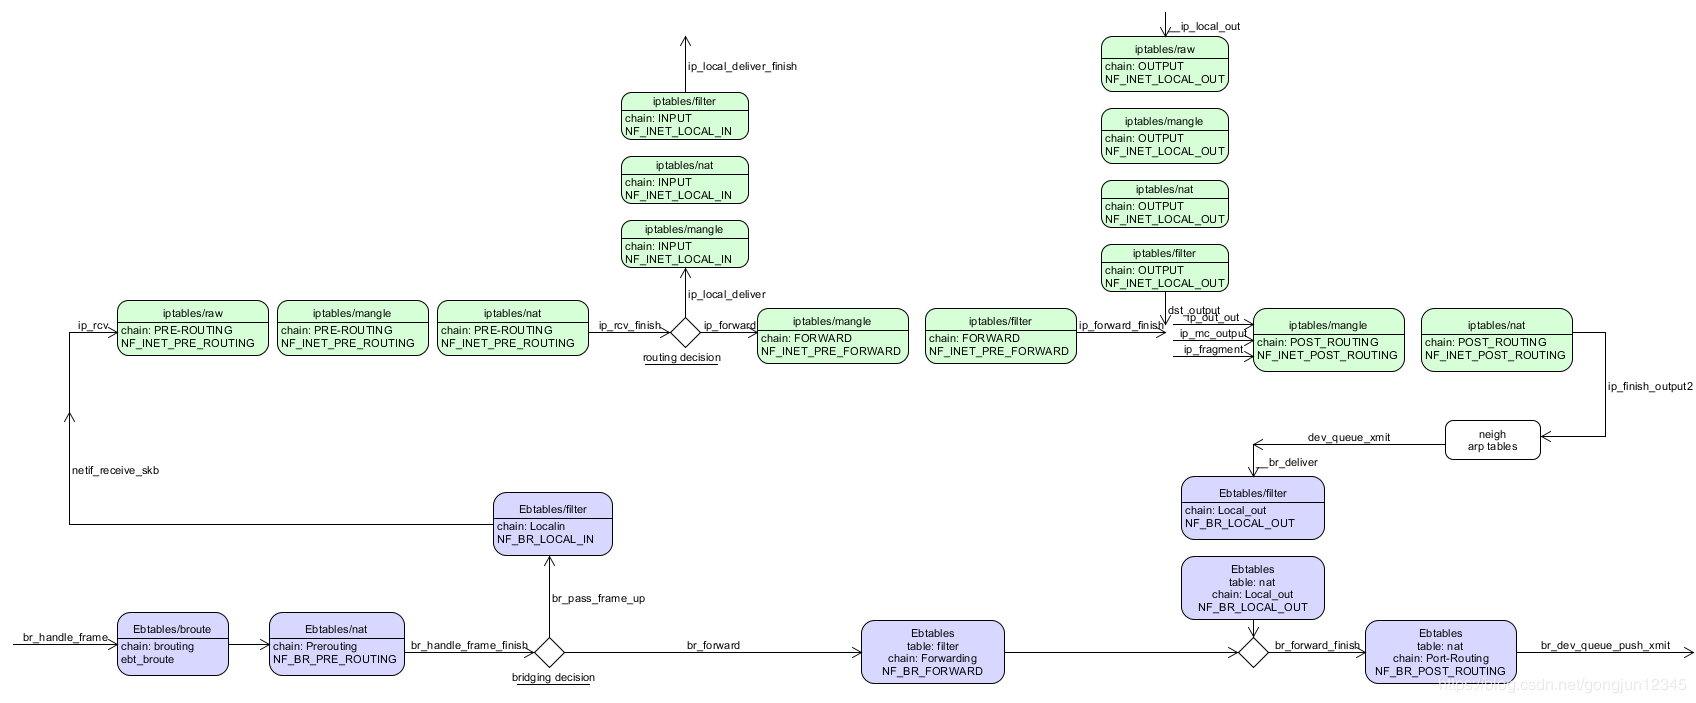 __ip_local_out
iptables/raw
chain: OUTPUT
NF_INET_LOCAL_OUT
ip_local_deliver_finish
iptables/filter
chain: INPUT
NF_INET_LOCAL_IN
iptables/mangle
chain: OUTPUT
NF_INET_LOCAL_OUT
iptables/nat
chain: INPUT
NF_INET_LOCAL_IN
iptables/nat
chain: OUTPUT
NF_INET_LOCAL_OUT
iptables/mangle
chain: INPUT
NF_INET_LOCAL_IN
iptables/filter
chain: OUTPUT
NF_INET_LOCAL_OUT
ip_local_deliver
dst_output
ip_rcv
iptables/raw
chain: PRE-ROUTING
NF_INET_PRE_ROUTING
iptables/mangle
chain: PRE-ROUTING
NF_INET_PRE_ROUTING
iptables/nat
chain: PRE-ROUTING
NF_INET_PRE_ROUTING
ip_rcv_finish
routing decision
ip_forward
iptables/mangle
chain: FORWARD
NF_INET_PRE_FORWARD
iptables/filter
chain: FORWARD
NF_INET_PRE_FORWARD
ip_forward_finish
ip_out_out
ip_mc_output
ip_fragment
iptables/mangle
chain: POST_ROUTING
NF_INET_POST_ROUTING
iptables/nat
chain: POST_ROUTING
NF_INET_POST_ROUTING
ip_finish_output2
neigh
arp tables
dev_queue_xmit
__br_deliver
netif_receive_skb
Ebtables/filter
chain: Localin
NF_BR_LOCAL_IN
Ebtables/filter
chain: Local_out
NF_BR_LOCAL_OUT
Ebtables
table: nat
chain: Local_out
NF_BR_LOCAL_OUT
br_pass_frame_up
br_handle_frame
Ebtables/broute
chain: brouting
ebt_broute
Ebtables/nat
chain: Prerouting
NF_BR_PRE_ROUTING
br_handle_frame_finish
bridging decision
br_forward
Ebtables
table: filter
chain: Forwarding
NF_BR_FORWARD
br_forward_finish
Ebtables
table: nat
chain: Port-Routing
NF_BR_POST_ROUTING
br_dev_queue_push_xmit
https://blog.csdn.net/gongjun12345